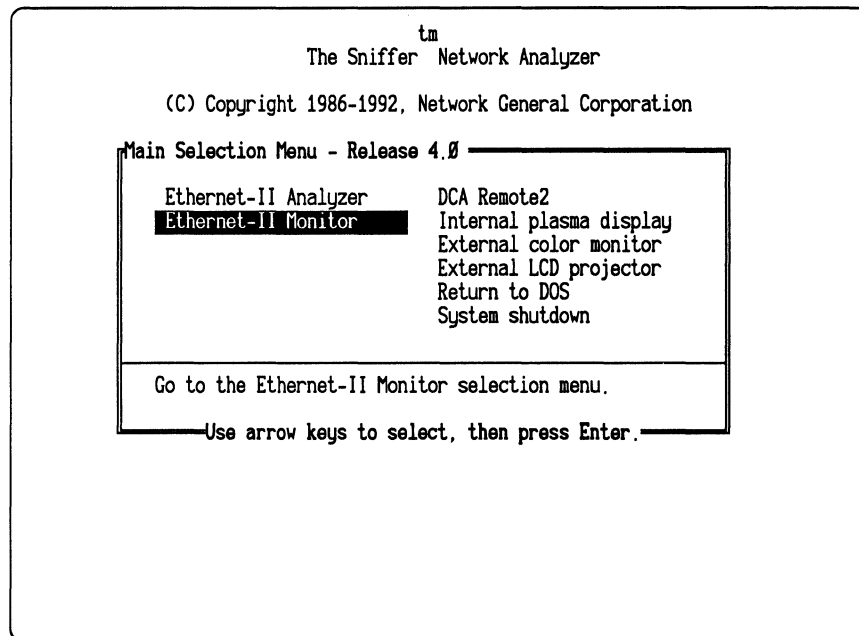 tm
The Sniffer Network Analyzer
(C) Copyright 1986-1992, Network General Corporation
Main Selection Menu - Release 4.0
Ethernet-II Analyzer
Ethernet-II Monitor
DCA Remote2
Internal plasma display
External color monitor
External LCD projector
Return to DOS
System shutdown
Go to the Ethernet-II Monitor selection menu.
Use arrow keys to select, then press Enter.